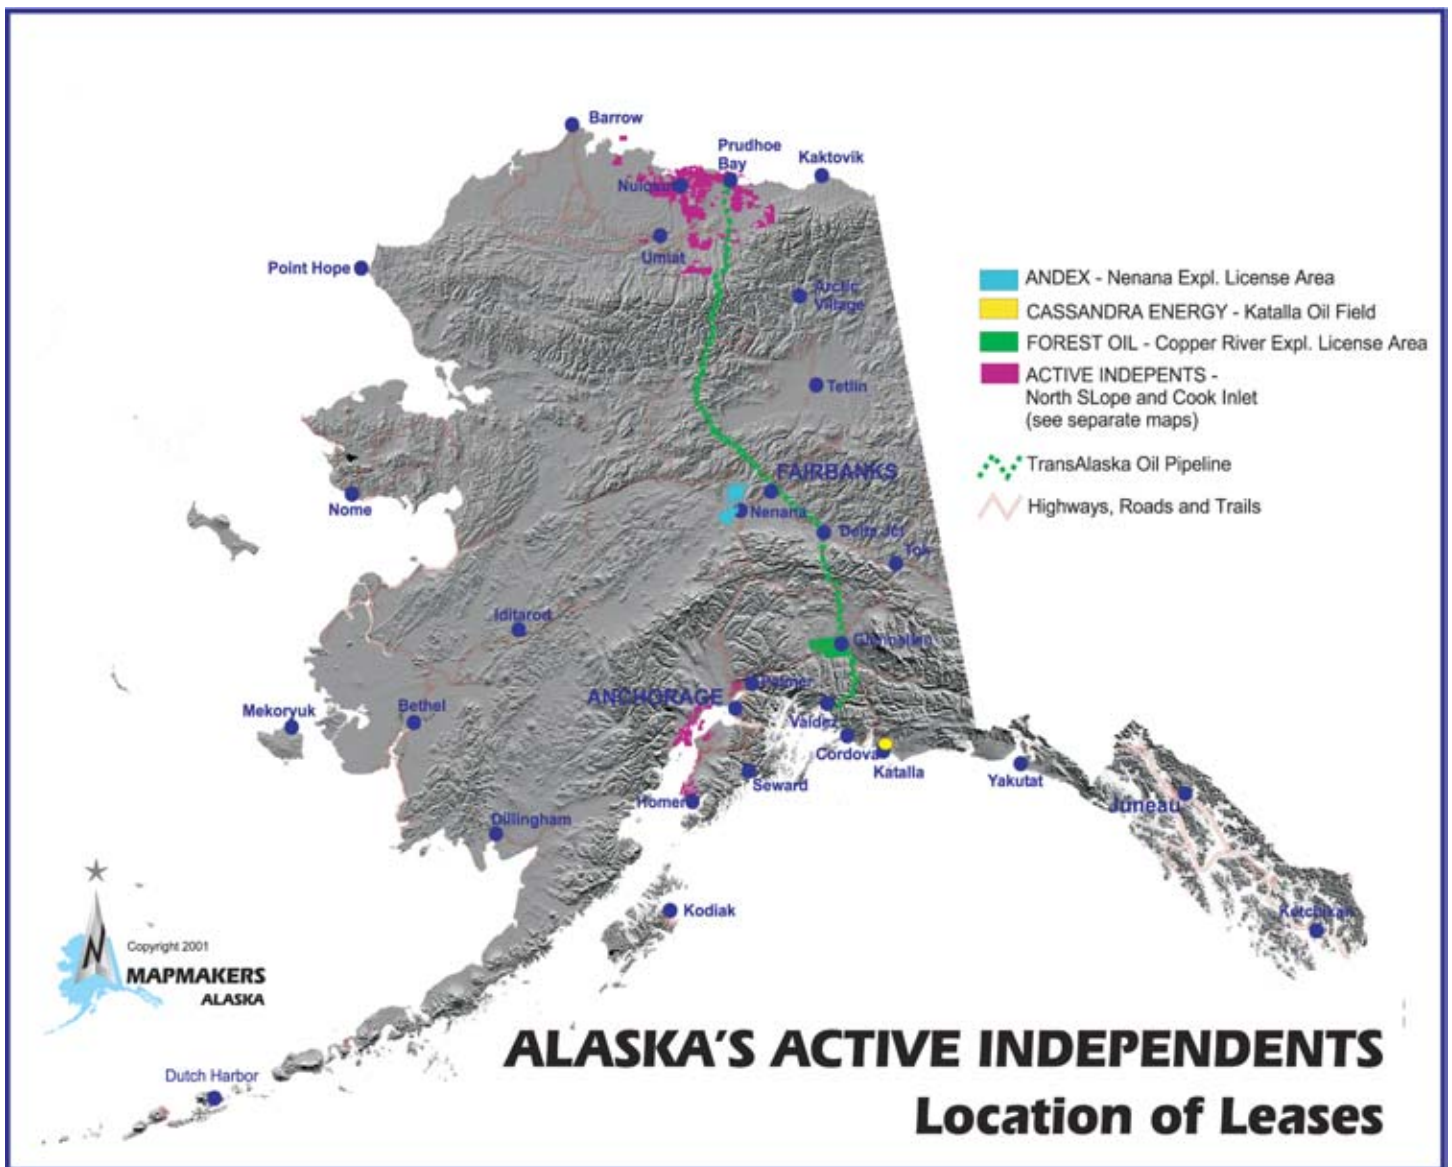 Barrow
Prudhoe
Bay
Kaktovik
Nuiqsut
Umiat
Point Hope
Arctic
Village
ANDEX - Nenana Expl. License Area
CASSANDRA ENERGY - Katalla Oil Field
FOREST OIL - Copper River Expl. License Area
ACTIVE INDEPENTS -
North SLope and Cook Inlet
(see separate maps)
TransAlaska Oil Pipeline
Highways, Roads and Trails
Tetlin
FAIRBANKS
Nome
Nenana
Delta Jct
Tok
Iditarod
Glennallen
Palmer
ANCHORAGE
Mekoryuk
Bethel
Valdez
Cordova
Katalla
Seward
Yakutat
Homer
Juneau
Dillingham
Kodiak
Ketchikan
N
Copyright 2001
MAPMAKERS
ALASKA
Dutch Harbor
ALASKA'S ACTIVE INDEPENDENTS
Location of Leases